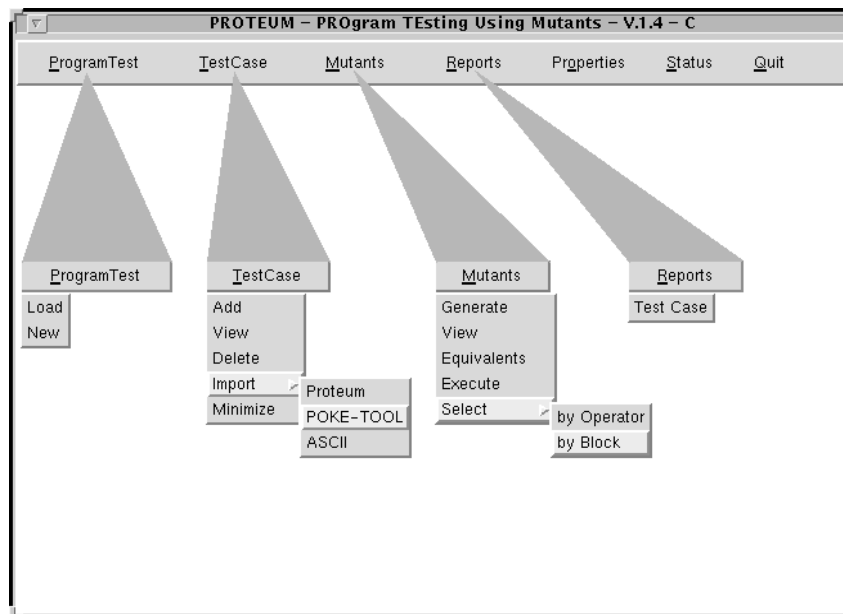 PROTEUM – PROgram TEsting Using Mutants – V.1.4 – C
ProgramTest TestCase Mutants Reports Properties Status Quit
ProgramTest
Load
New
TestCase
Add
View
Delete
Import
Minimize
Proteum
POKE-TOOL
ASCII
Mutants
Generate
View
Equivalents
Execute
Select
by Operator
by Block
Reports
Test Case